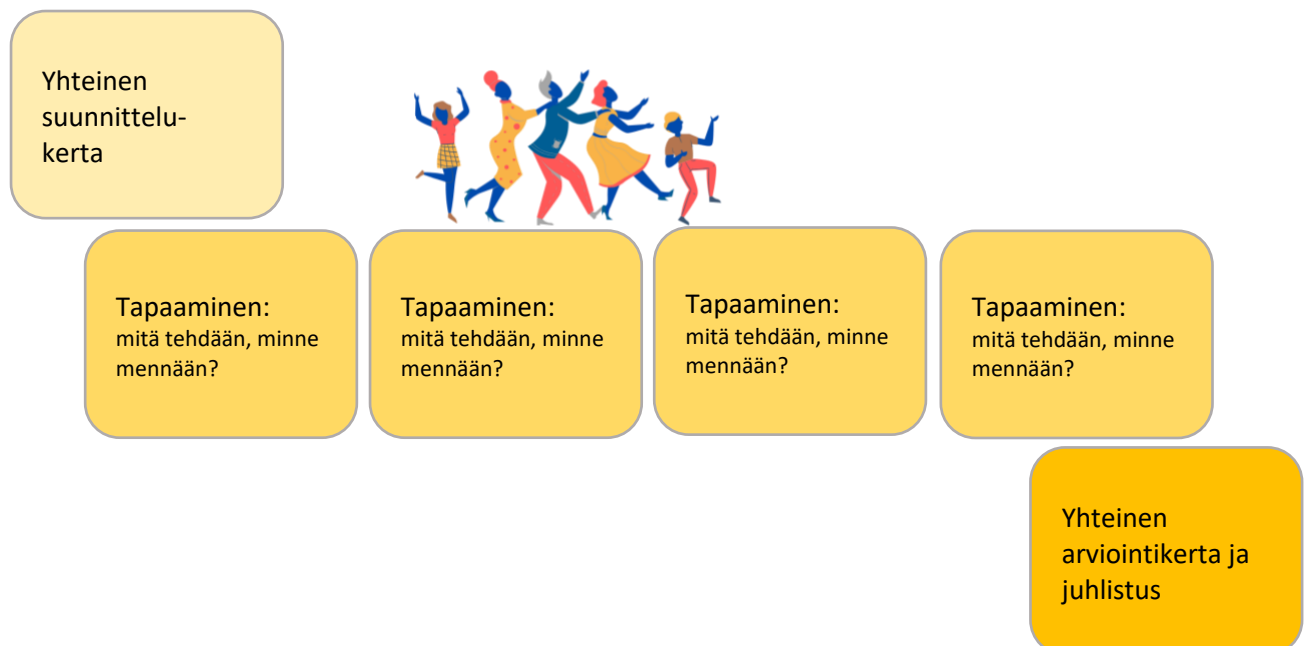 Yhteinen
suunnittelu-
kerta
Tapaaminen:
mitä tehdään, minne
mennään?
Tapaaminen:
mitä tehdään, minne
mennään?
Tapaaminen:
mitä tehdään, minne
mennään?
Tapaaminen:
mitä tehdään, minne
mennään?
Yhteinen
arviointikerta ja
juhlistus